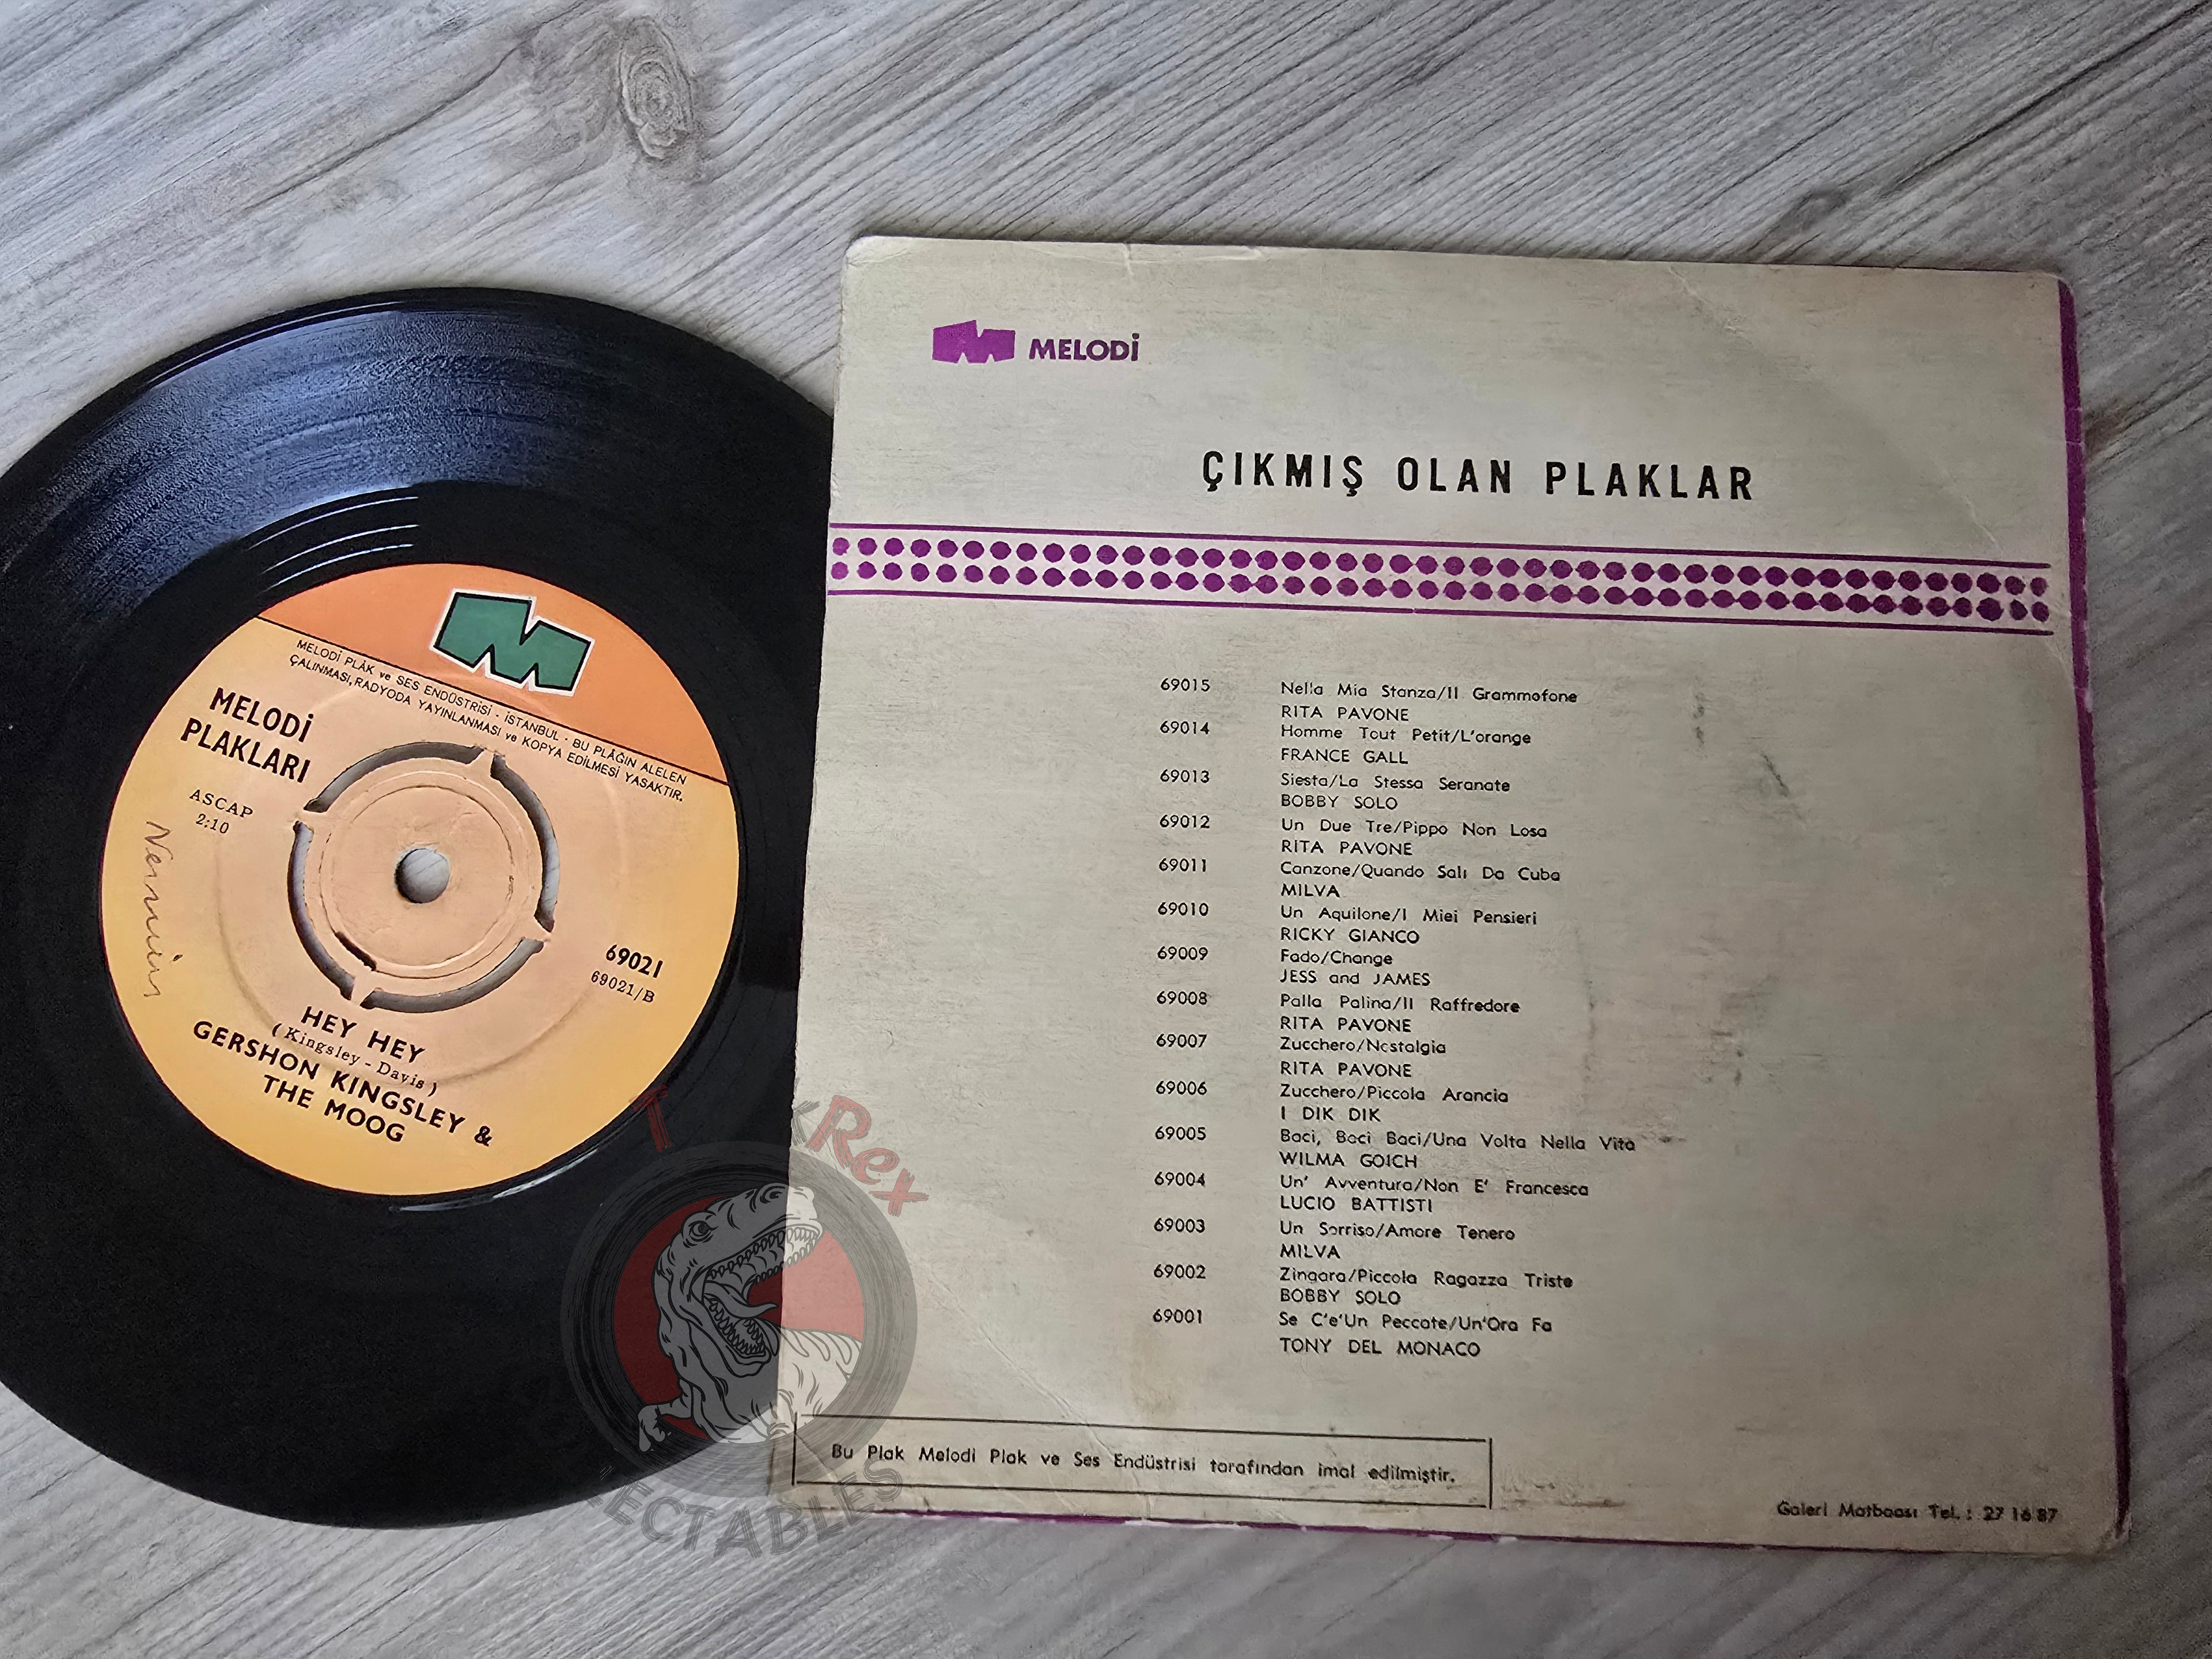 MELODİ PLÂK ve SES ENDÜSTRİSİ - İSTANBUL - BU PLÂĞIN ALELEN
ÇALINMASI, RADYODA YAYINLANMASI ve KOPYA EDİLMESİ YASAKTIR.
MELODİ
PLAKLARI
ASCAP
2:10
69021
69021/B
HEY HEY
(Kingsley - Davis)
GERSHON KINGSLEY &
THE MOOG
MELODİ
ÇIKMIŞ OLAN PLAKLAR
69015 Nella Mia Stanza/Il Grammofone
RITA PAVONE
69014 Homme Tout Petit/L'orange
FRANCE GALL
69013 Siesta/La Stessa Seranate
BOBBY SOLO
69012 Un Due Tre/Pippo Non Losa
RITA PAVONE
69011 Canzone/Quando Salı Da Cuba
MILVA
69010 Un Aquilone/I Miei Pensieri
RICKY GIANCO
69009 Fado/Change
JESS and JAMES
69008 Palla Palina/Il Raffredore
RITA PAVONE
69007 Zucchero/Nostalgia
RITA PAVONE
69006 Zucchero/Piccola Arancia
I DIK DIK
69005 Baci, Baci Baci/Una Volta Nella Vita
WILMA GOICH
69004 Un' Avventura/Non E' Francesca
LUCIO BATTISTI
69003 Un Sorriso/Amore Tenero
MILVA
69002 Zingara/Piccola Ragazza Triste
BOBBY SOLO
69001 Se C'e'Un Peccate/Un'Ora Fa
TONY DEL MONACO
Bu Plak Melodi Plak ve Ses Endüstrisi tarafından imal edilmiştir.
Galeri Matbaası Tel. : 27 16 87